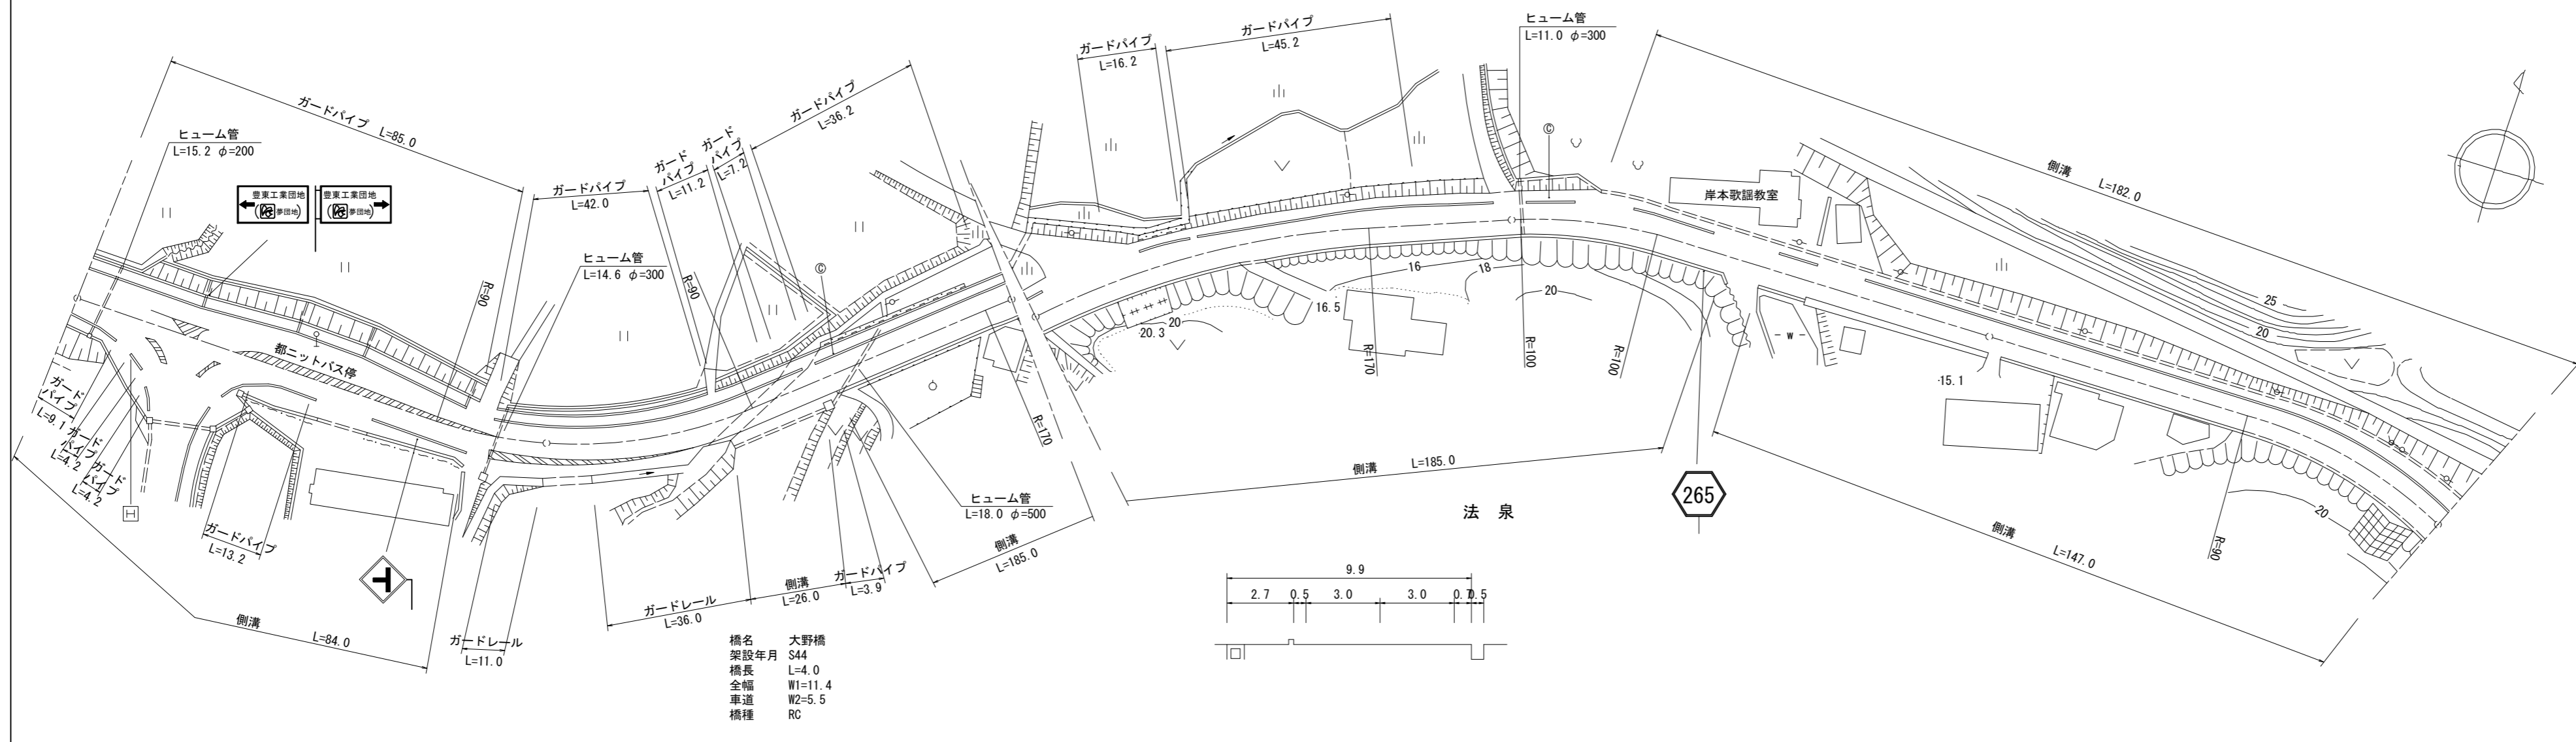 ガードパイプ L=85.0
ヒューム管
L=15.2 φ=200
豊東工業団地
(夢団地)
豊東工業団地
(夢団地)
ガードパイプ
L=42.0
ガード
パイプ
L=11.2
ガード
パイプ
L=7.2
ガードパイプ
L=36.2
ガードパイプ
L=16.2
ガードパイプ
L=45.2
ヒューム管
L=11.0 φ=300
側溝 L=182.0
岸本歌謡教室
ヒューム管
L=14.6 φ=300
R=90
R=90
C
C
都ニットバス停
16
18
20
16.5
20
20.3
25
20
W
15.1
R=170
R=170
R=100
R=100
R=90
20
ガード
パイプ
L=9.1
ガード
パイプ
L=4.2
ガード
パイプ
L=4.2
H
ガードパイプ
L=13.2
側溝 L=84.0
ガードレール
L=11.0
ガードレール
L=36.0
側溝
L=26.0
ガードパイプ
L=3.9
側溝
L=185.0
ヒューム管
L=18.0 φ=500
側溝 L=185.0
法泉
265
側溝 L=147.0
9.9
2.7 0.5 3.0 3.0 0.7 0.5
橋名 大野橋
架設年月 S44
橋長 L=4.0
全幅 W1=11.4
車道 W2=5.5
橋種 RC